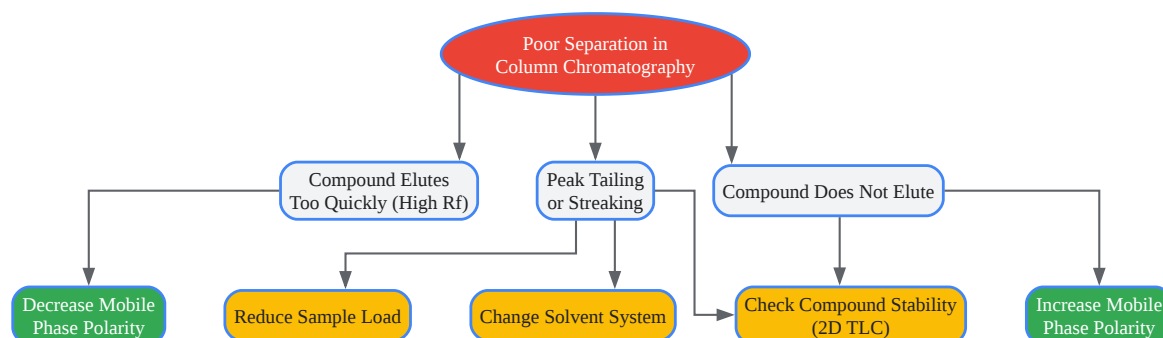 Poor Separation in
Column Chromatography
Compound Elutes
Too Quickly (High Rf)
Peak Tailing
or Streaking
Compound Does Not Elute
Decrease Mobile
Phase Polarity
Reduce Sample Load
Change Solvent System
Check Compound Stability
(2D TLC)
Increase Mobile
Phase Polarity